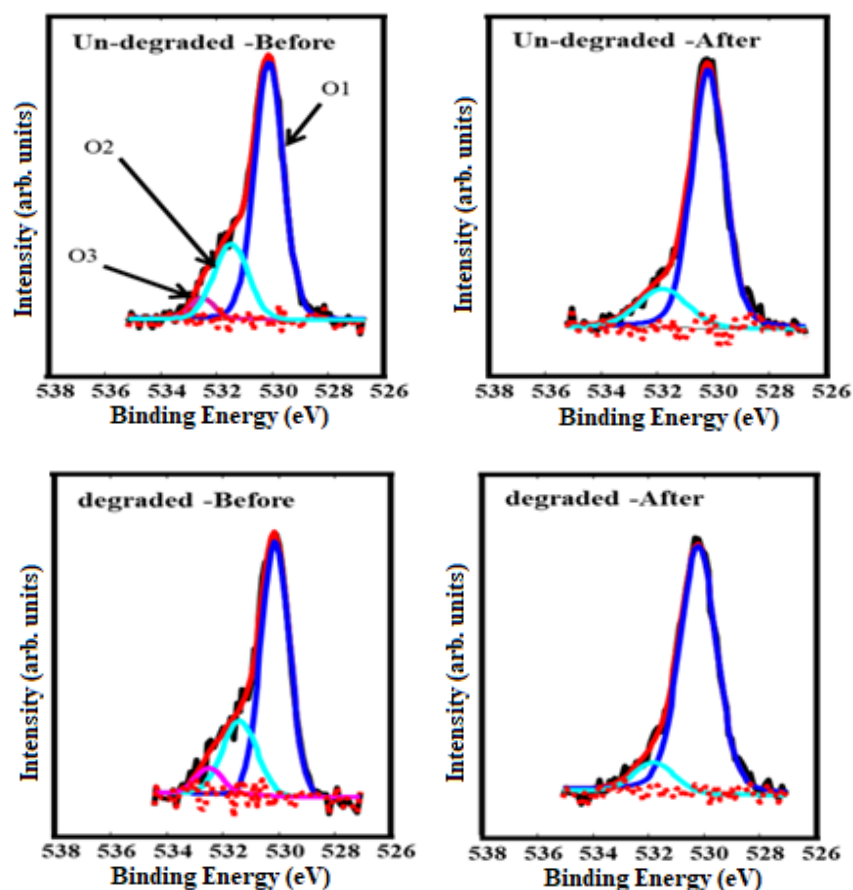 Un-degraded -Before
O1
O2
O3
Intensity (arb. units)
538 536 534 532 530 528 526
Binding Energy (eV)
Un-degraded -After
Intensity (arb. units)
538 536 534 532 530 528 526
Binding Energy (eV)
degraded -Before
Intensity (arb. units)
538 536 534 532 530 528 526
Binding Energy (eV)
degraded -After
Intensity (arb. units)
538 536 534 532 530 528 526
Binding Energy (eV)